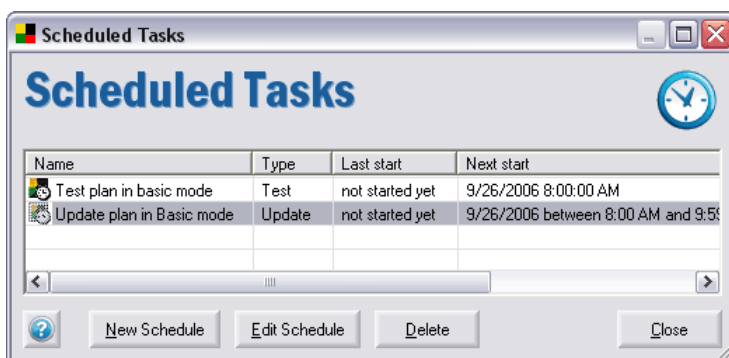 Scheduled Tasks
Scheduled Tasks
Name Type Last start Next start
Test plan in basic mode Test not started yet 9/26/2006 8:00:00 AM
Update plan in Basic mode Update not started yet 9/26/2006 between 8:00 AM and 9:59
? New Schedule Edit Schedule Delete Close